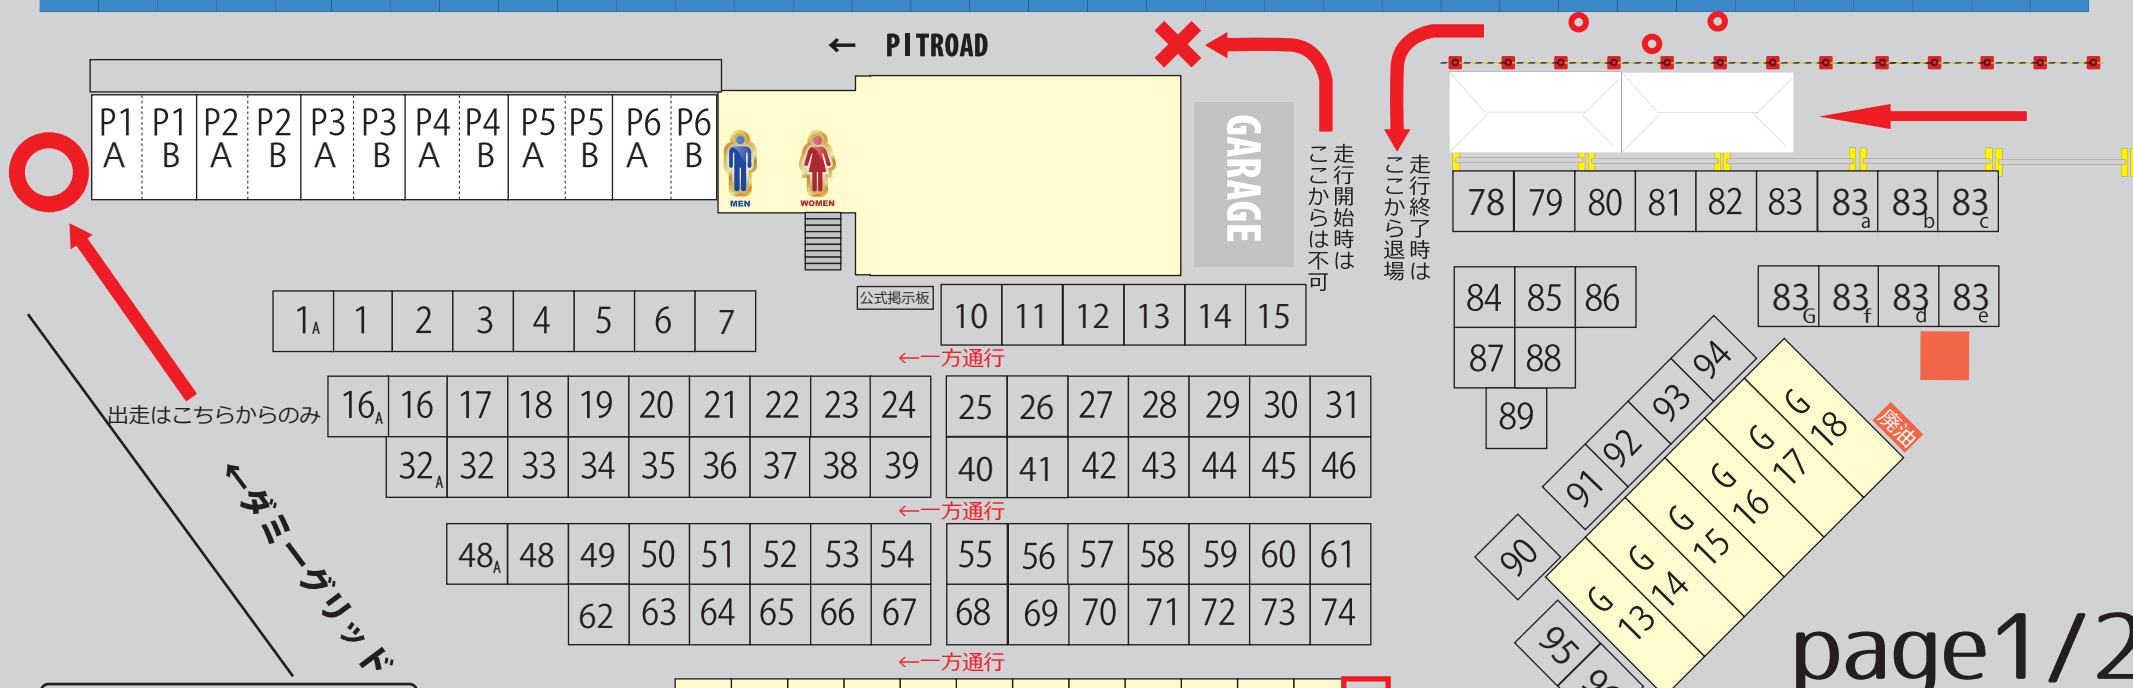 ← PITROAD
P1 A
P1 B
P2 A
P2 B
P3 A
P3 B
P4 A
P4 B
P5 A
P5 B
P6 A
P6 B
MEN
WOMEN
GARAGE
走行開始時は
ここからは不可
走行終了時は
ここから退場
78 79 80 81 82 83 83a 83b 83c
84 85 86
83G 83f 83d 83e
87 88
89
公式掲示板
1A 1 2 3 4 5 6 7
10 11 12 13 14 15
←一方通行
出走はこちらからのみ
16A 16 17 18 19 20 21 22 23 24
25 26 27 28 29 30 31
32A 32 33 34 35 36 37 38 39
40 41 42 43 44 45 46
←一方通行
←ダミーグリッド
48A 48 49 50 51 52 53 54
55 56 57 58 59 60 61
62 63 64 65 66 67
68 69 70 71 72 73 74
←一方通行
94
93
92
91
90
G 18
G 17
G 16
G 15
G 14
G 13
廃油
95
page1/2